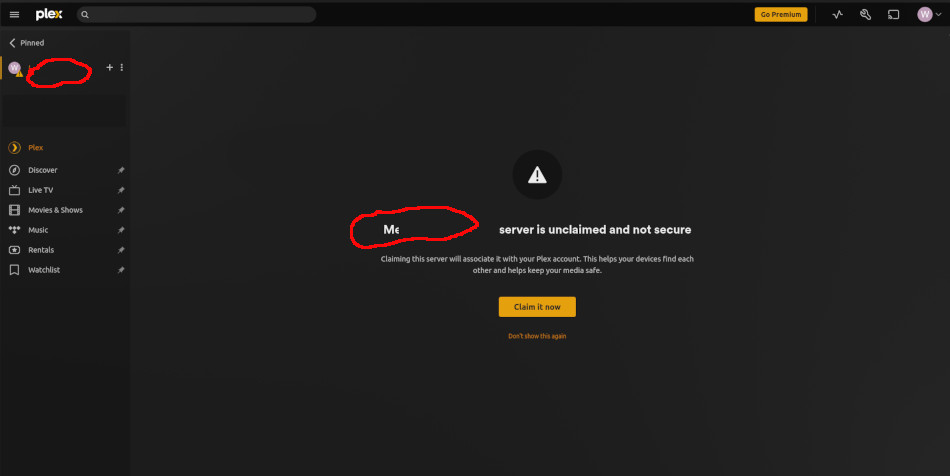 plex
Go Premium
W
Pinned
W
Plex
Discover
Live TV
Movies & Shows
Music
Rentals
Watchlist
Me server is unclaimed and not secure
Claiming this server will associate it with your Plex account. This helps your devices find each
other and helps keep your media safe.
Claim it now
Don't show this again